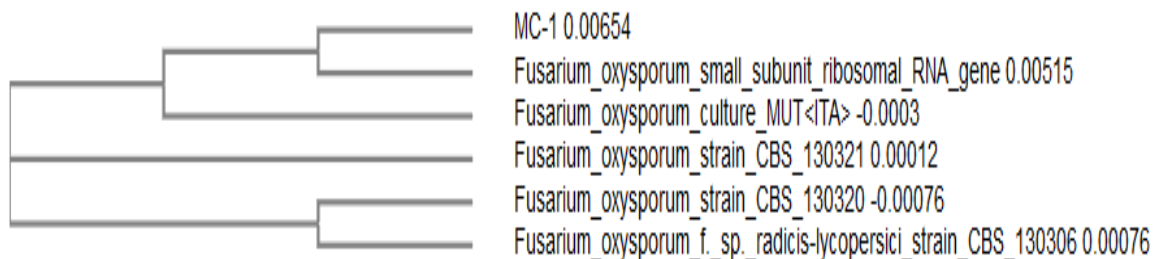 MC-1 0.00654
Fusarium_oxysporum_small_subunit_ribosomal_RNA_gene 0.00515
Fusarium_oxysporum_culture_MUT<ITA> -0.0003
Fusarium_oxysporum_strain_CBS_130321 0.00012
Fusarium_oxysporum_strain_CBS_130320 -0.00076
Fusarium_oxysporum_f._sp._radicis-lycopersici_strain_CBS_130306 0.00076